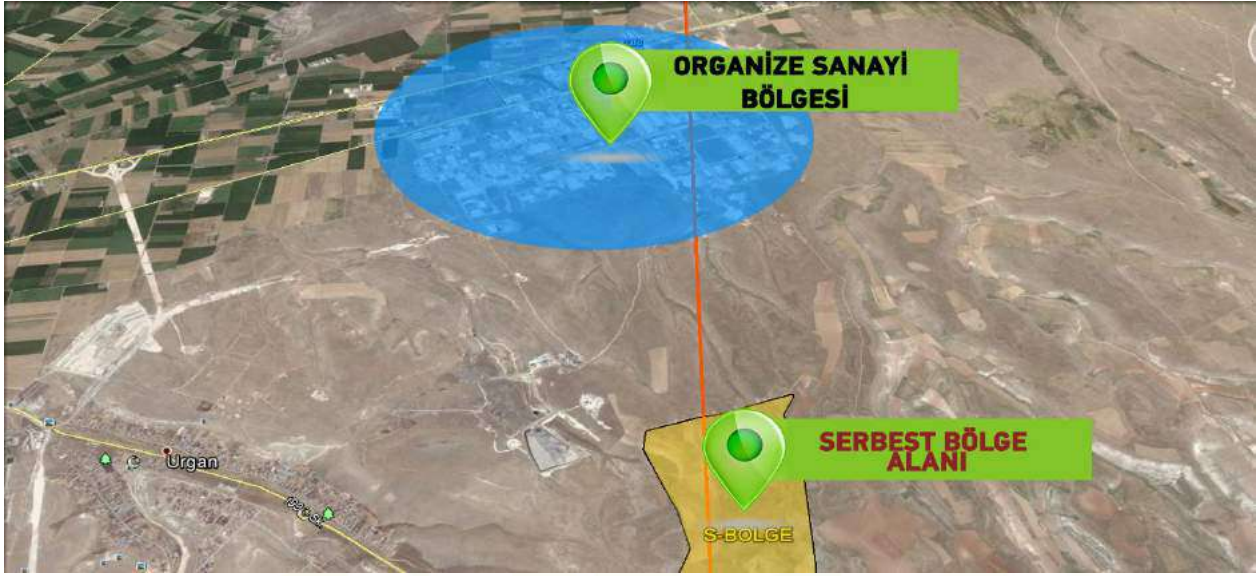 ORGANİZE SANAYİ
BÖLGESİ
Urgan
SERBEST BÖLGE
ALANI
S-BOLGE